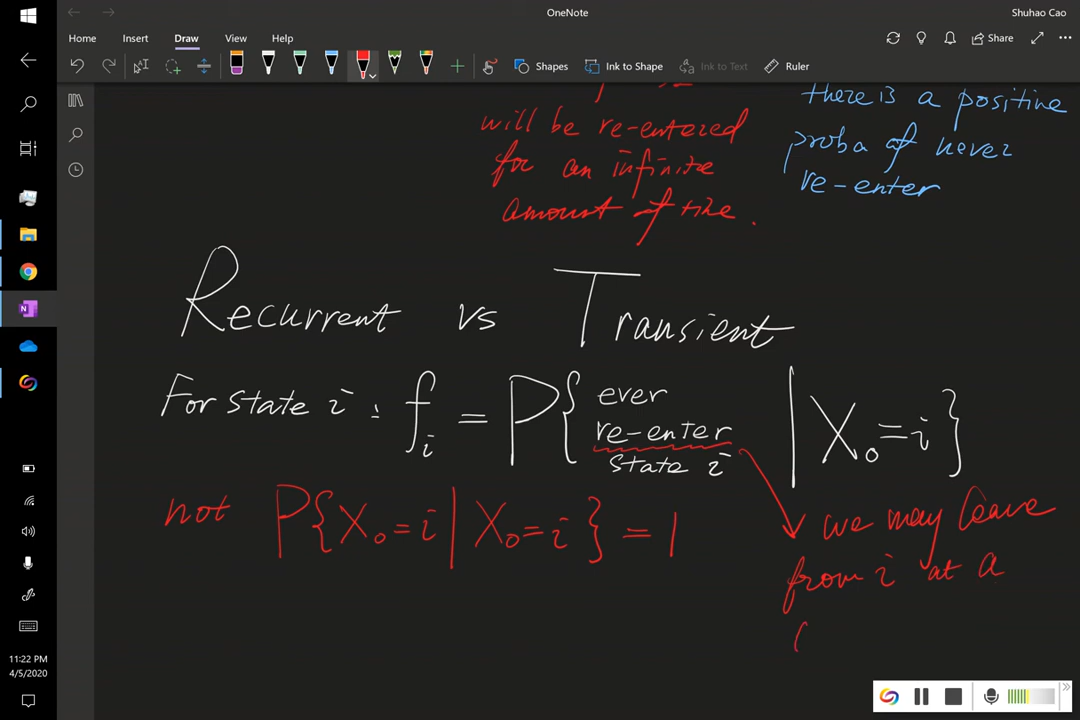 OneNote
Shuhao Cao
Home Insert Draw View Help
Shapes Ink to Shape Ink to Text Ruler Share
will be re-entered
for an infinite
amount of time.
there is a positive
proba of never
re-enter
Recurrent vs Transient
For state i : f_i = P{ ever re-enter state i | X_0 = i }
not P{X_0 = i | X_0 = i} = 1
we may leave
from i at a
(
11:22 PM
4/5/2020